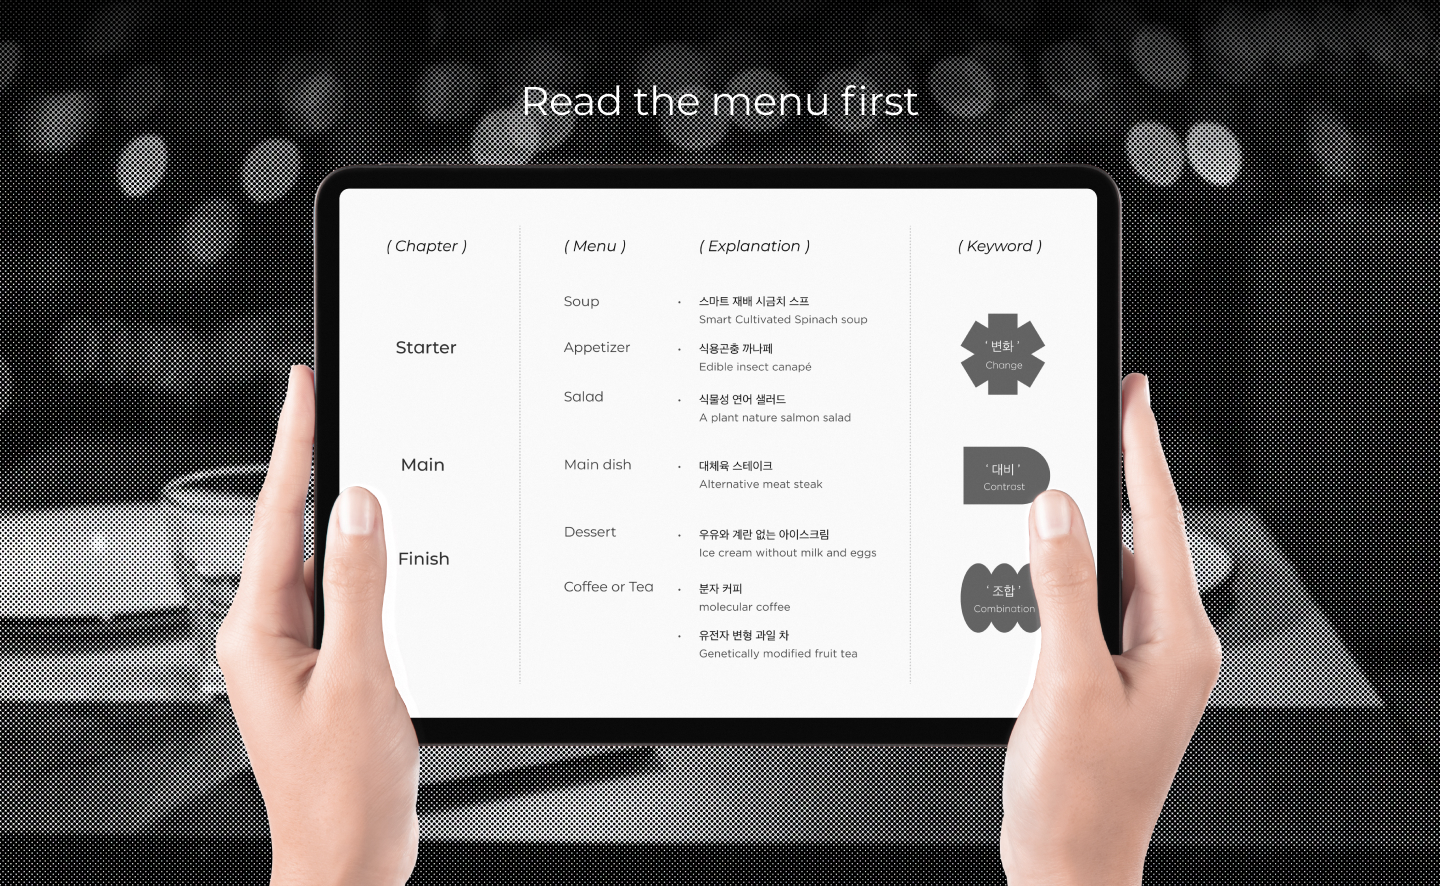 Read the menu first
( Chapter )
( Menu )
( Explanation )
( Keyword )
Starter
Soup
• 스마트 재배 시금치 스프
Smart Cultivated Spinach soup
Appetizer
• 식용곤충 까나페
Edible insect canapé
Salad
• 식물성 연어 샐러드
A plant nature salmon salad
' 변화 '
Change
Main
Main dish
• 대체육 스테이크
Alternative meat steak
' 대비 '
Contrast
Finish
Dessert
• 우유와 계란 없는 아이스크림
Ice cream without milk and eggs
Coffee or Tea
• 분자 커피
molecular coffee
• 유전자 변형 과일 차
Genetically modified fruit tea
' 조합 '
Combination